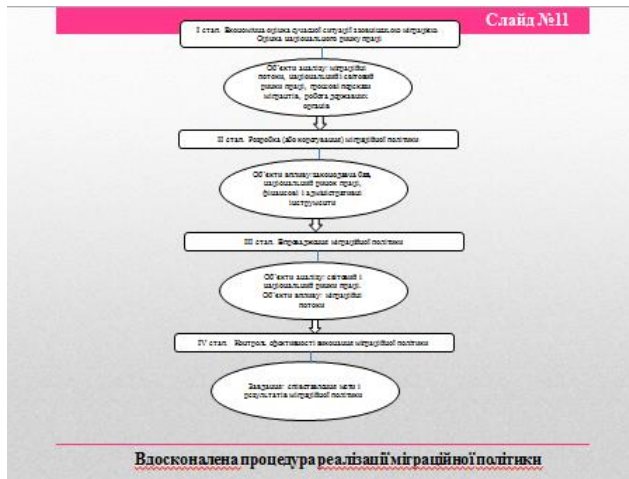 Слайд №11
І етап. Економічна оцінка сучасної ситуації зовнішньою міграцією.
Оцінка національного ринку праці
Об'єкти аналізу: міграційні
потоки, національний і світовий
ринки праці, грошові перекази
мігрантів, робота державних
органів
ІІ етап. Розробка (або корегування) міграційної політики
Об'єкти впливу: законодавча база,
національний ринок праці,
фінансові і адміністративні
інструменти
ІІІ етап. Впровадження міграційної політики
Об'єкти аналізу: світовий і
національний ринки праці.
Об'єкти впливу: міграційні
потоки
IV етап. Контроль ефективності виконання міграційної політики
Завдання: співставлення мети і
результатів міграційної політики
Вдосконалена процедура реалізації міграційної політики